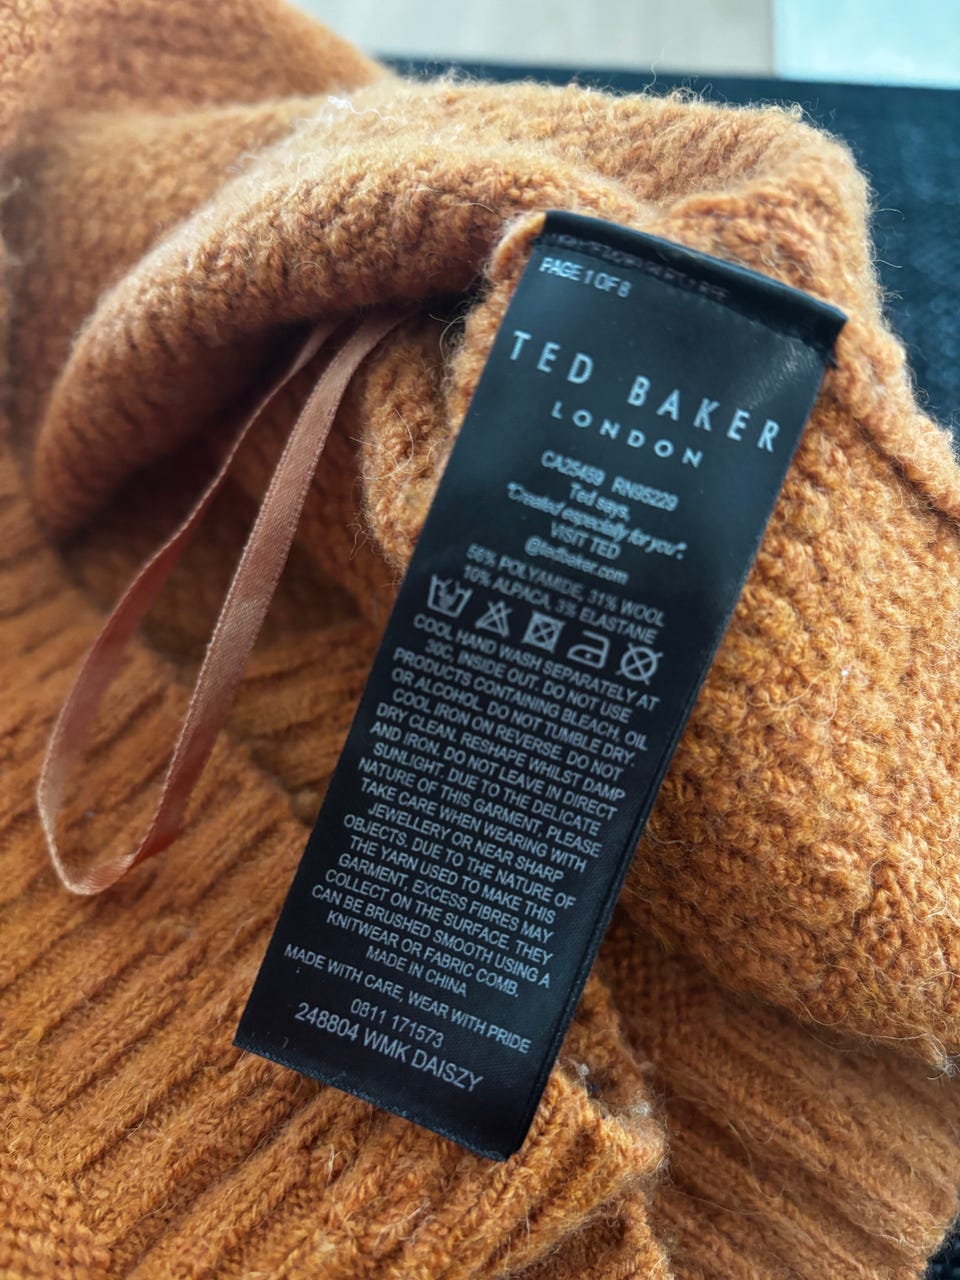 PAGE 1 OF 8
TED BAKER
LONDON
CA25459 RN95229
Ted says,
"Created especially for you".
VISIT TED
@tedbaker.com
56% POLYAMIDE, 31% WOOL
10% ALPACA, 3% ELASTANE
COOL HAND WASH SEPARATELY AT
30C, INSIDE OUT. DO NOT USE
PRODUCTS CONTAINING BLEACH, OIL
OR ALCOHOL. DO NOT TUMBLE DRY.
COOL IRON ON REVERSE. DO NOT
DRY CLEAN. RESHAPE WHILST DAMP
AND IRON. DO NOT LEAVE IN DIRECT
SUNLIGHT. DUE TO THE DELICATE
NATURE OF THIS GARMENT, PLEASE
TAKE CARE WHEN WEARING WITH
JEWELLERY OR NEAR SHARP
OBJECTS. DUE TO THE NATURE OF
THE YARN USED TO MAKE THIS
GARMENT, EXCESS FIBRES MAY
COLLECT ON THE SURFACE. THEY
CAN BE BRUSHED SMOOTH USING A
KNITWEAR OR FABRIC COMB.
MADE IN CHINA
MADE WITH CARE, WEAR WITH PRIDE
0811 171573
248804 WMK DAISZY